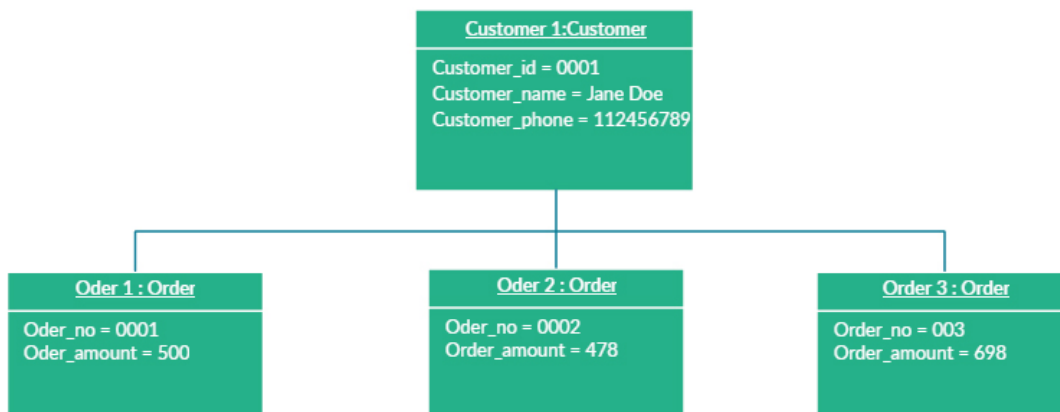 Customer 1:Customer
Customer_id = 0001
Customer_name = Jane Doe
Customer_phone = 112456789
Oder 1 : Order
Oder_no = 0001
Oder_amount = 500
Oder 2 : Order
Oder_no = 0002
Order_amount = 478
Order 3 : Order
Order_no = 003
Order_amount = 698